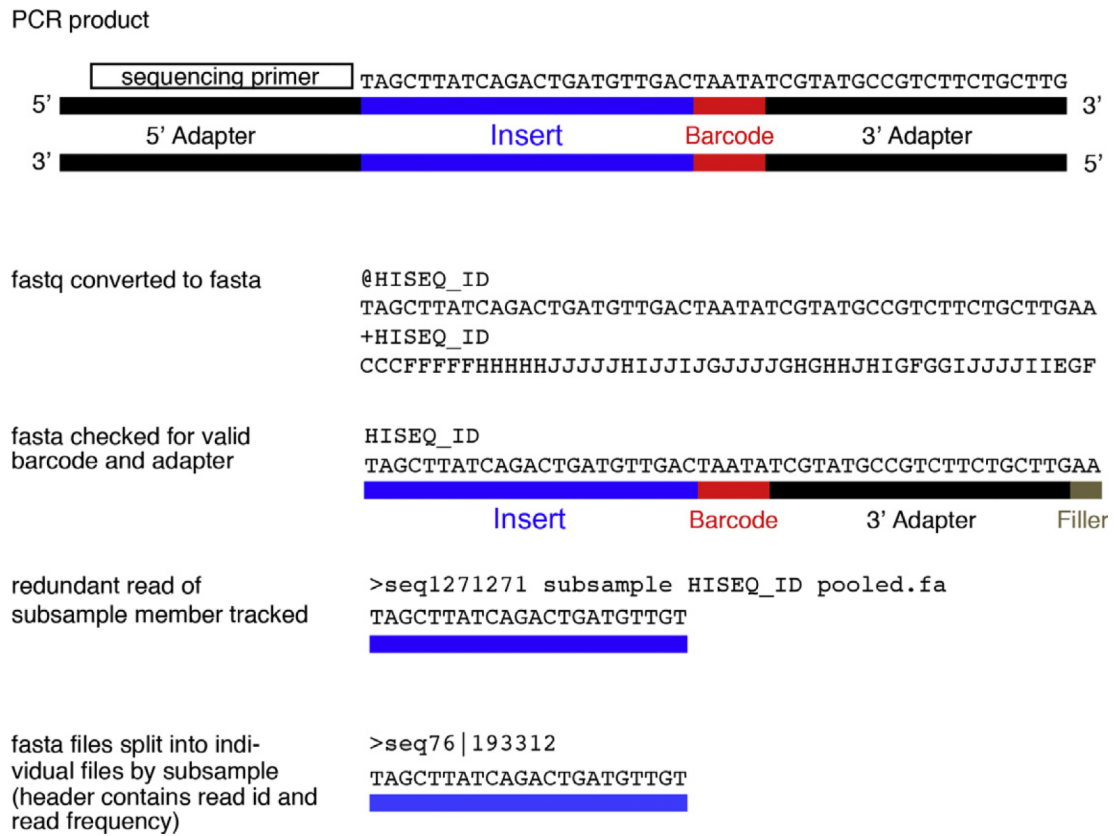 PCR product
sequencing primer
TAGCTTATCAGACTGATGTTGACTAATATCGTATGCCGTCTTCTGCTTG
5’ 3’
5’ Adapter Insert Barcode 3’ Adapter
3’ 5’
fastq converted to fasta
@HISEQ_ID
TAGCTTATCAGACTGATGTTGACTAATATCGTATGCCGTCTTCTGCTTGAA
+HISEQ_ID
CCCFFFFFHHHHHJJJJJHIJJIJGJJJJGHGHHJHIGFGGIJJJJIIEGF
fasta checked for valid
barcode and adapter
HISEQ_ID
TAGCTTATCAGACTGATGTTGACTAATATCGTATGCCGTCTTCTGCTTGAA
Insert Barcode 3’ Adapter Filler
redundant read of
subsample member tracked
>seq1271271 subsample HISEQ_ID pooled.fa
TAGCTTATCAGACTGATGTTGT
fasta files split into indi-
vidual files by subsample
(header contains read id and
read frequency)
>seq76|193312
TAGCTTATCAGACTGATGTTGT